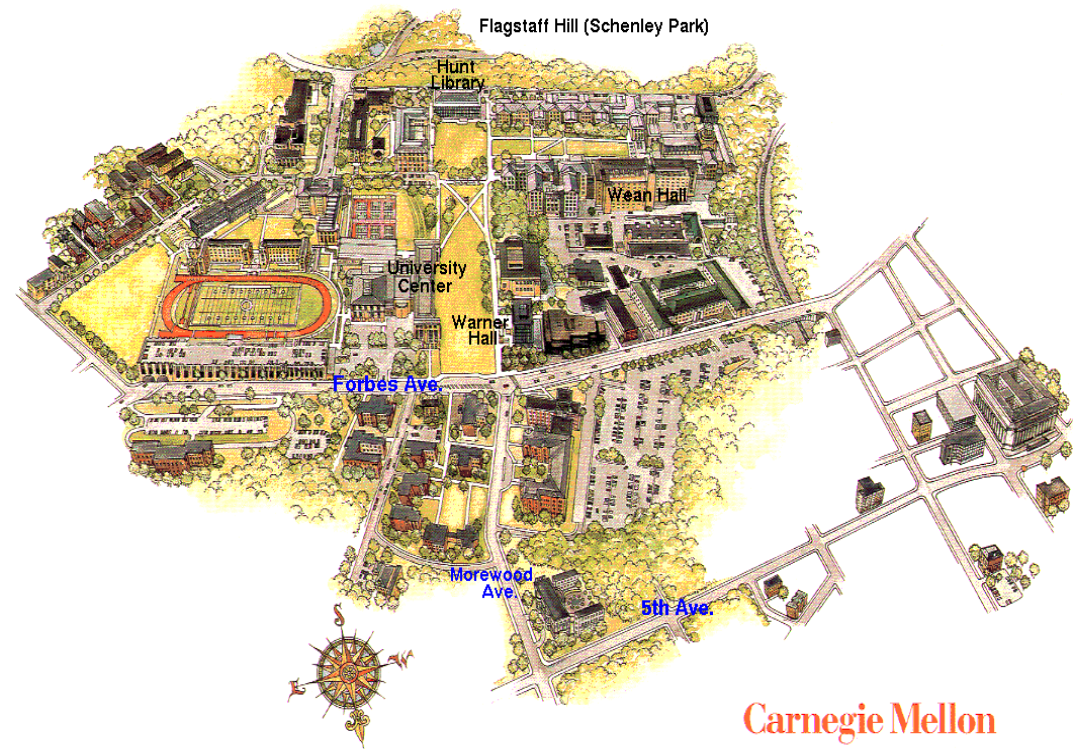 Flagstaff Hill (Schenley Park)
Hunt
Library
Wean Hall
University
Center
Warner
Hall
Forbes Ave.
Morewood
Ave.
5th Ave.
S
W
E
N
Carnegie Mellon